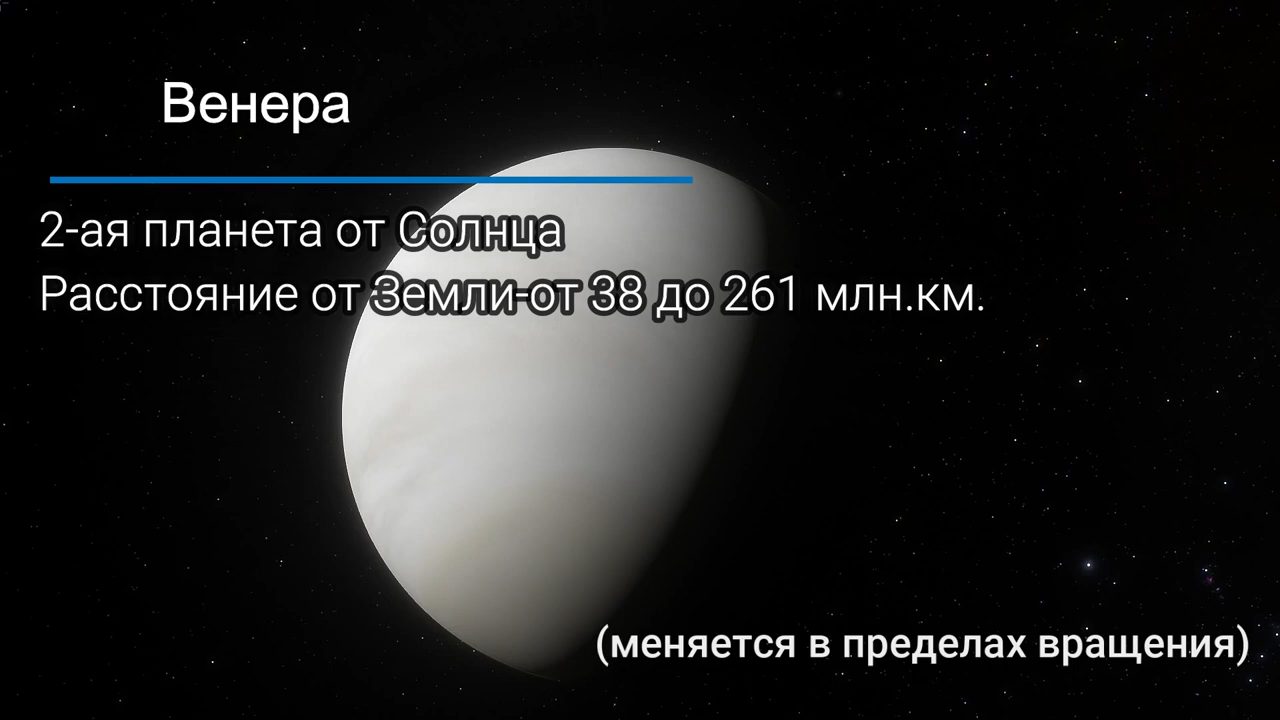 Венера
2-ая планета от Солнца
Расстояние от Земли-от 38 до 261 млн.км.
(меняется в пределах вращения)